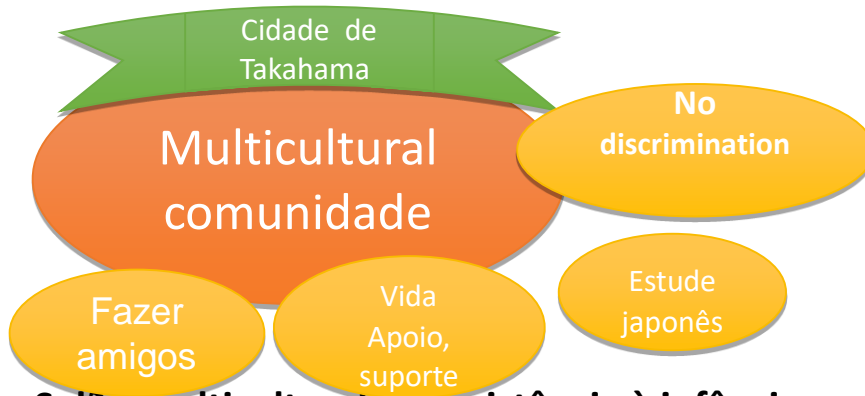 Cidade de
Takahama
Multicultural
comunidade
No
discrimination
Fazer
amigos
Vida
Apoio,
suporte
Estude
japonês